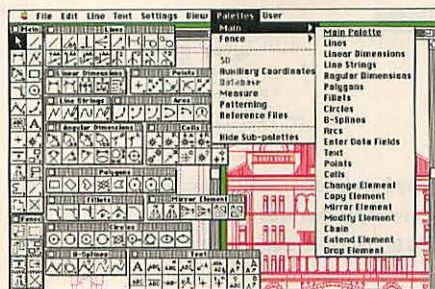 File Edit Line Text Settings View Palettes User
Main
Fence
3D
Auxiliary Coordinates
Database
Measure
Patterning
Reference Files
Hide Sub-palettes
Main Palette
Lines
Linear Dimensions
Line Strings
Angular Dimensions
Polygons
Fillets
Circles
B-Splines
Arcs
Enter Data Fields
Text
Points
Cells
Change Element
Copy Element
Mirror Element
Modify Element
Chain
Extend Element
Drop Element
Main
Lines
Linear Dimensions
Points
Line Strings
Arcs
Angular Dimensions
Cells
Polygons
Fillets
Mirror Element
Circles
Fence
B-Splines
Text